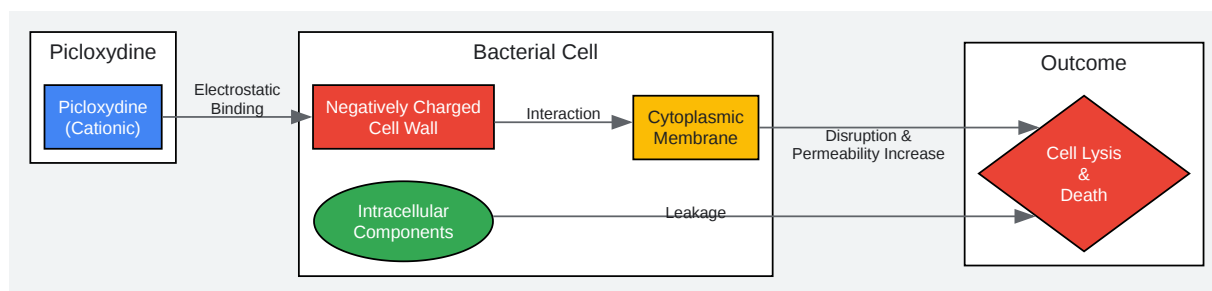 Picloxydine
Picloxydine
(Cationic)
Electrostatic
Binding
Bacterial Cell
Negatively Charged
Cell Wall
Interaction
Cytoplasmic
Membrane
Intracellular
Components
Leakage
Disruption &
Permeability Increase
Outcome
Cell Lysis
&
Death